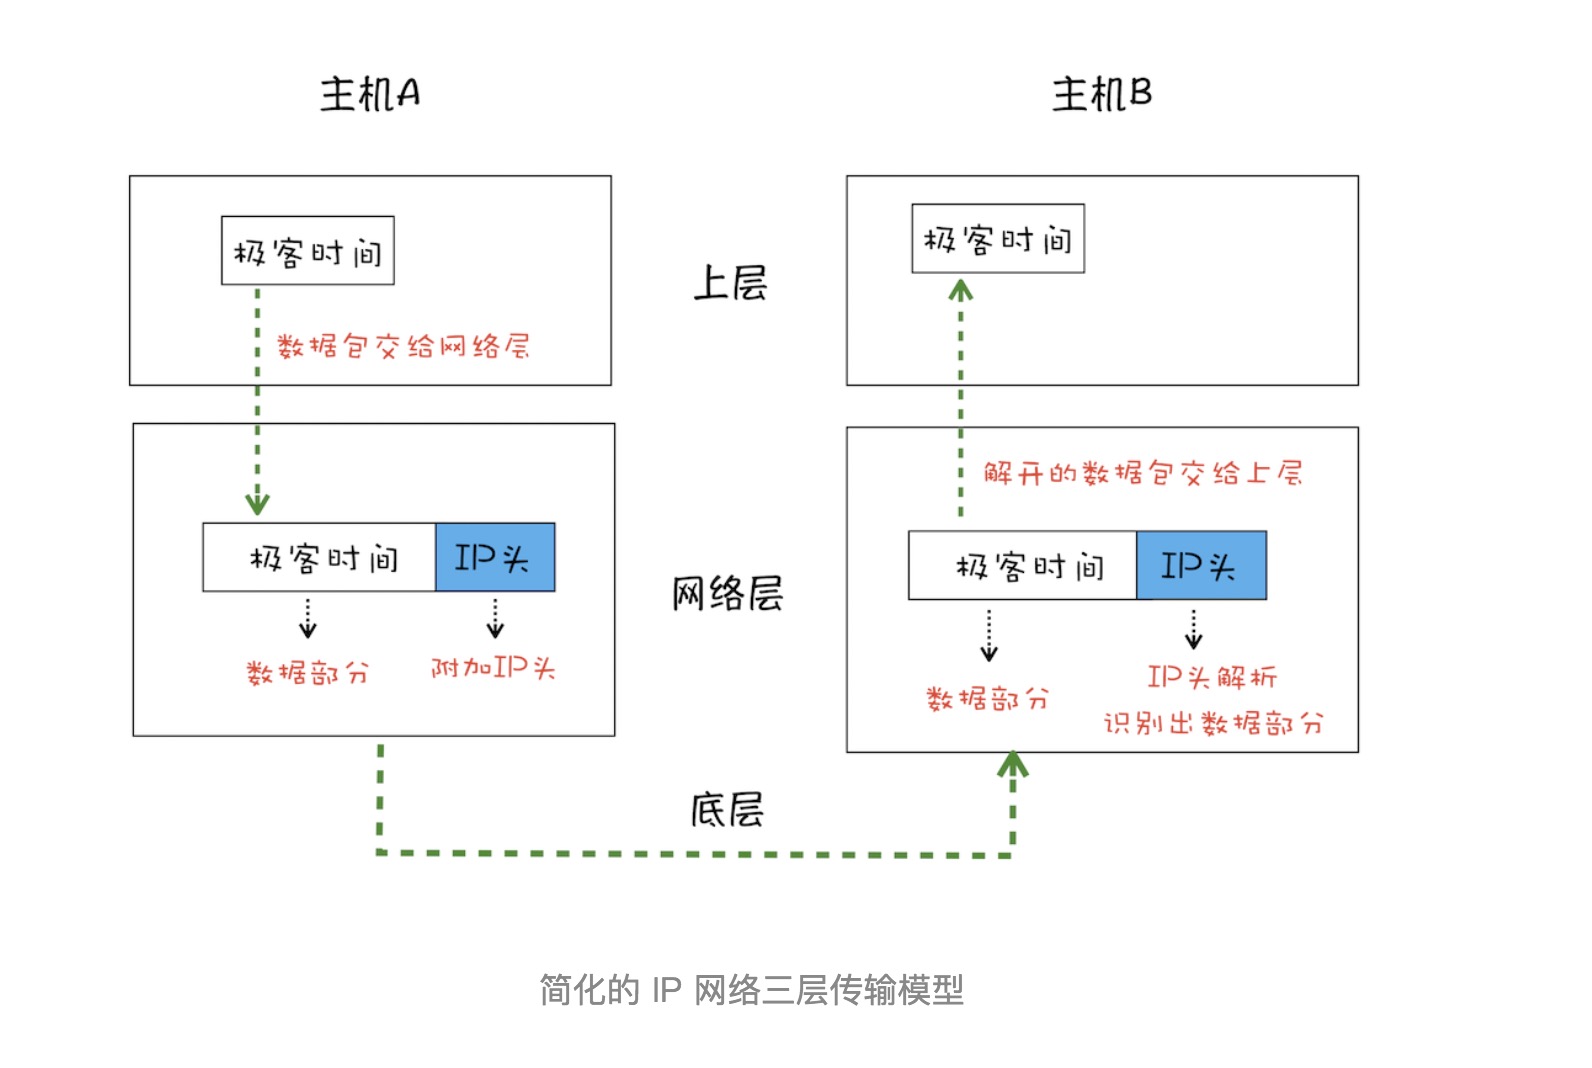 主机A
主机B
极客时间
极客时间
上层
数据包交给网络层
解开的数据包交给上层
极客时间
IP头
网络层
极客时间
IP头
数据部分
附加IP头
数据部分
IP头解析
识别出数据部分
底层
简化的 IP 网络三层传输模型